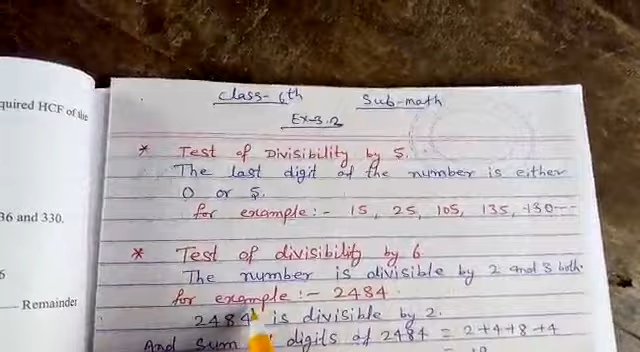 Class- 6th Sub-math
Ex-3.2
quired HCF of the
* Test of Divisibility by 5.
The last digit of the number is either
0 or 5.
for example :- 15, 25, 105, 135, 130---
36 and 330.
* Test of divisibility by 6
The number is divisible by 2 and 3 both.
6
for example :- 2484.
Remainder
2484 is divisible by 2.
And sum digits of 2484 = 2+4+8+4